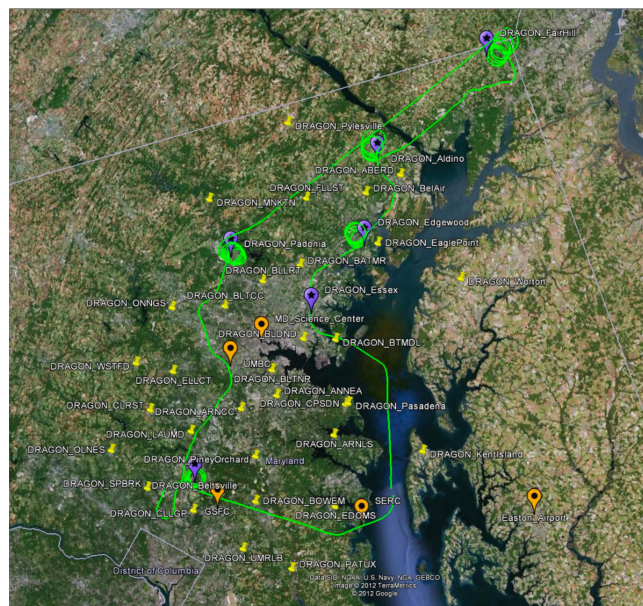 DRAGON_FairHill
DRAGON_Pylesville
DRAGON_Aldino
DRAGON_ABERD
DRAGON_FLLST
DRAGON_BelAir
DRAGON_MNKTN
DRAGON_Edgewood
DRAGON_Padonia
DRAGON_EaglePoint
DRAGON_BATMR
DRAGON_BLLRT
DRAGON_Worton
DRAGON_Essex
DRAGON_ONNGS
DRAGON_BLTCC
MD_Science_Center
DRAGON_BLDND
DRAGON_BTMDL
DRAGON_WSTFD
UMBC
DRAGON_ELLCT
DRAGON_BLTNR
DRAGON_ANNEA
DRAGON_CLRST
DRAGON_ARNCC
DRAGON_CPSDN
DRAGON_Pasadena
DRAGON_LAUMD
DRAGON_ARNLS
DRAGON_OLNES
DRAGON_KentIsland
DRAGON_PineyOrchard
Maryland
DRAGON_SPBRK
DRAGON_Beltsville
DRAGON_CLLGP
GSFC
DRAGON_BOWEM
SERC
DRAGON_EDCMS
Easton_Airport
DRAGON_UMRLB
DRAGON_PATUX
District of Columbia
Data SIO, NOAA, U.S. Navy, NGA, GEBCO
Image © 2012 TerraMetrics
© 2012 Google